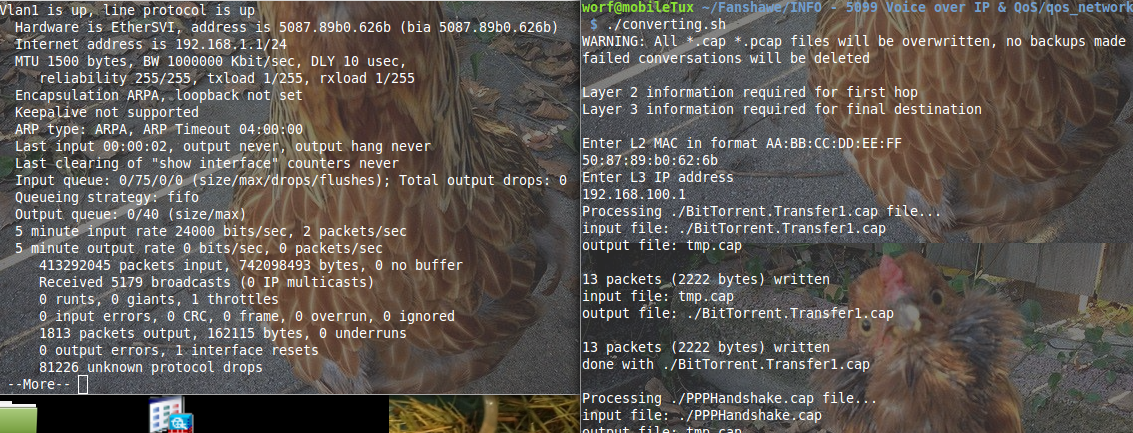 Vlan1 is up, line protocol is up
Hardware is EtherSVI, address is 5087.89b0.626b (bia 5087.89b0.626b)
Internet address is 192.168.1.1/24
MTU 1500 bytes, BW 1000000 Kbit/sec, DLY 10 usec,
reliability 255/255, txload 1/255, rxload 1/255
Encapsulation ARPA, loopback not set
Keepalive not supported
ARP type: ARPA, ARP Timeout 04:00:00
Last input 00:00:02, output never, output hang never
Last clearing of "show interface" counters never
Input queue: 0/75/0/0 (size/max/drops/flushes); Total output drops: 0
Queueing strategy: fifo
Output queue: 0/40 (size/max)
5 minute input rate 24000 bits/sec, 2 packets/sec
5 minute output rate 0 bits/sec, 0 packets/sec
413292045 packets input, 742098493 bytes, 0 no buffer
Received 5179 broadcasts (0 IP multicasts)
0 runts, 0 giants, 1 throttles
0 input errors, 0 CRC, 0 frame, 0 overrun, 0 ignored
1813 packets output, 162115 bytes, 0 underruns
0 output errors, 1 interface resets
81226 unknown protocol drops
--More--
worf@mobileTux ~/Fanshawe/INFO - 5099 Voice over IP & QoS/qos_network
$ ./converting.sh
WARNING: All *.cap *.pcap files will be overwritten, no backups made
failed conversations will be deleted
Layer 2 information required for first hop
Layer 3 information required for final destination
Enter L2 MAC in format AA:BB:CC:DD:EE:FF
50:87:89:b0:62:6b
Enter L3 IP address
192.168.100.1
Processing ./BitTorrent.Transfer1.cap file...
input file: ./BitTorrent.Transfer1.cap
output file: tmp.cap
13 packets (2222 bytes) written
input file: tmp.cap
output file: ./BitTorrent.Transfer1.cap
13 packets (2222 bytes) written
done with ./BitTorrent.Transfer1.cap
Processing ./PPPHandshake.cap file...
input file: ./PPPHandshake.cap
output file: tmp.cap